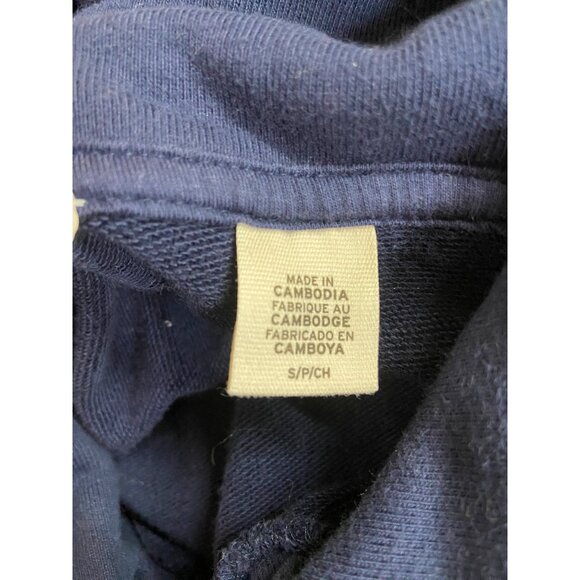 MADE IN
CAMBODIA
FABRIQUE AU
CAMBODGE
FABRICADO EN
CAMBOYA
S/P/CH